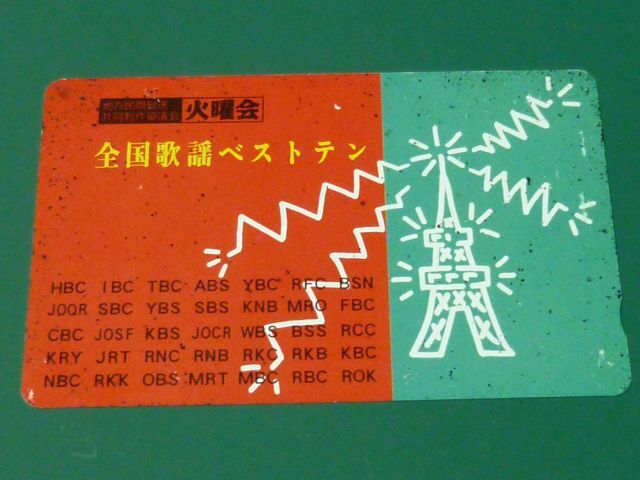 地方民間放送
共同制作協議会
火曜会
全国歌謡ベストテン
HBC IBC TBC ABS YBC RFC BSN
JOQR SBC YBS SBS KNB MRO FBC
CBC JOSF KBS JOCR WBS BSS RCC
KRY JRT RNC RNB RKC RKB KBC
NBC RKK OBS MRT MBC RBC ROK